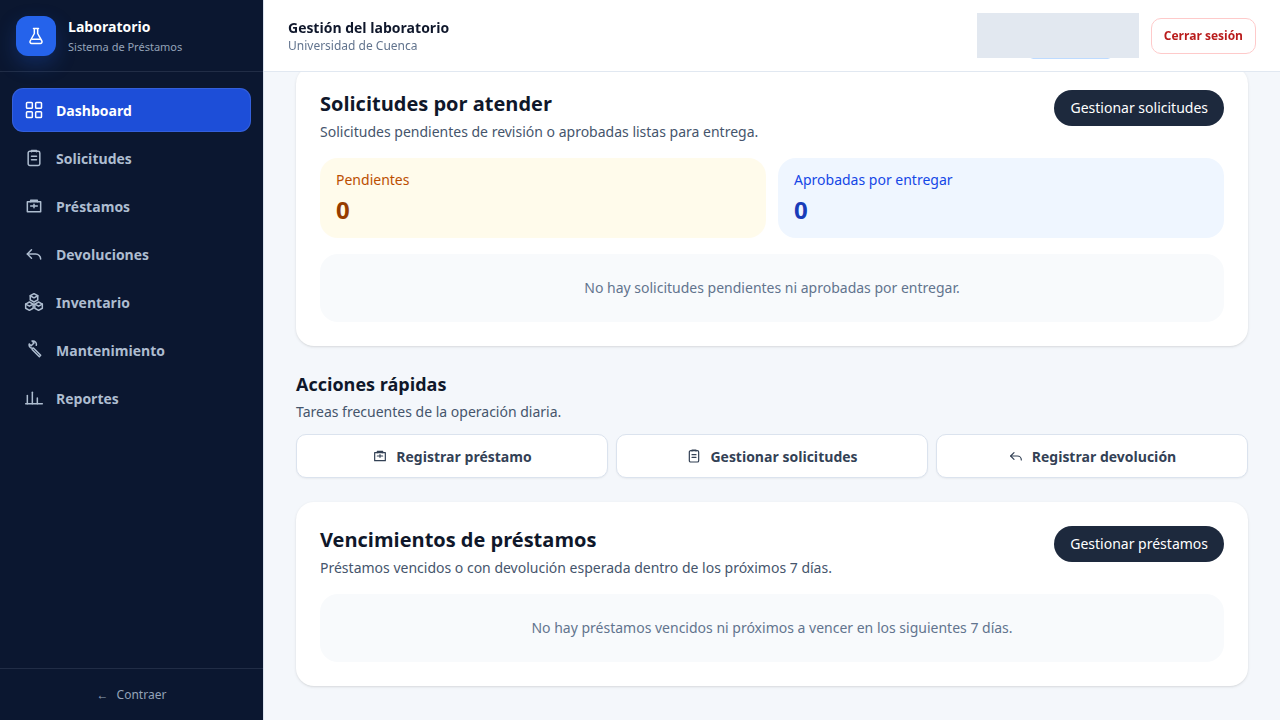 Laboratorio
Sistema de Préstamos
Dashboard
Solicitudes
Préstamos
Devoluciones
Inventario
Mantenimiento
Reportes
← Contraer
Gestión del laboratorio
Universidad de Cuenca
Cerrar sesión
Solicitudes por atender
Solicitudes pendientes de revisión o aprobadas listas para entrega.
Gestionar solicitudes
Pendientes
0
Aprobadas por entregar
0
No hay solicitudes pendientes ni aprobadas por entregar.
Acciones rápidas
Tareas frecuentes de la operación diaria.
Registrar préstamo
Gestionar solicitudes
Registrar devolución
Vencimientos de préstamos
Préstamos vencidos o con devolución esperada dentro de los próximos 7 días.
Gestionar préstamos
No hay préstamos vencidos ni próximos a vencer en los siguientes 7 días.